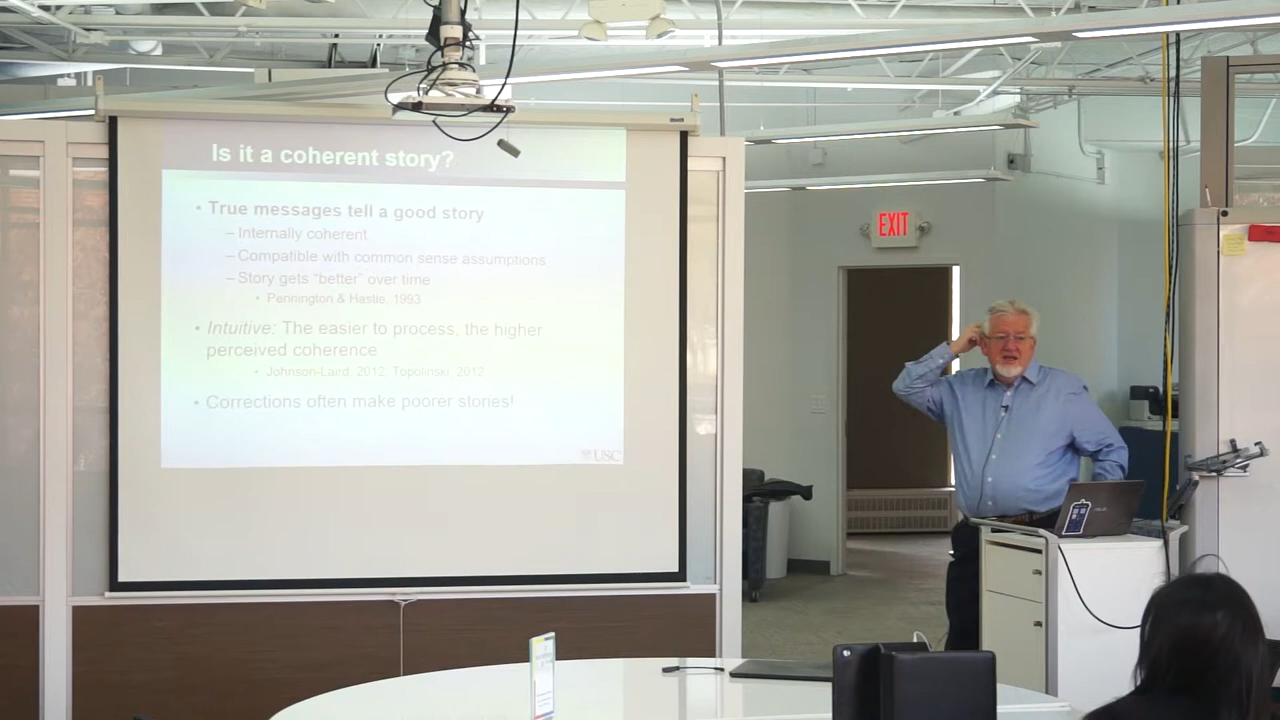 Is it a coherent story?
• True messages tell a good story
– Internally coherent
– Compatible with common sense assumptions
– Story gets “better” over time
• Pennington & Hastie, 1993
• Intuitive: The easier to process, the higher
perceived coherence
• Johnson-Laird, 2012, Topolinski, 2012
• Corrections often make poorer stories!
USC
EXIT